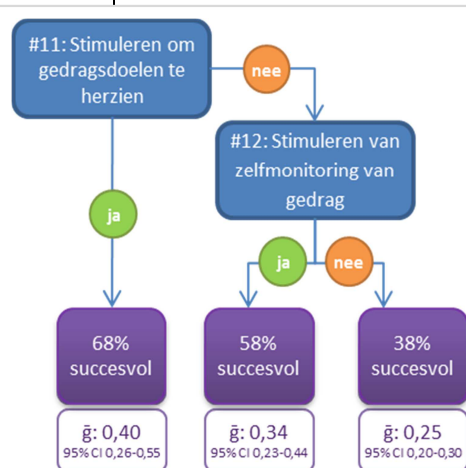 #11: Stimuleren om
gedragsdoelen te
herzien
nee
#12: Stimuleren van
zelfmonitoring van
gedrag
ja
ja
nee
68%
succesvol
58%
succesvol
38%
succesvol
g̃: 0,40
95% CI 0,26-0,55
g̃: 0,34
95% CI 0,23-0,44
g̃: 0,25
95% CI 0,20-0,30